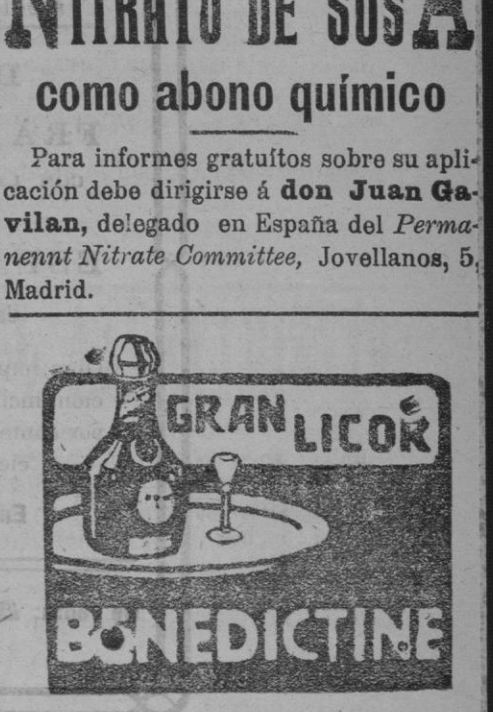 NITRATO DE SOSA
como abono químico
Para informes gratuítos sobre su apli-
cación debe dirigirse á don Juan Ga-
vilan, delegado en España del Perma-
nennt Nitrate Committee, Jovellanos, 5,
Madrid.
GRAN LICOR
BONEDICTINE